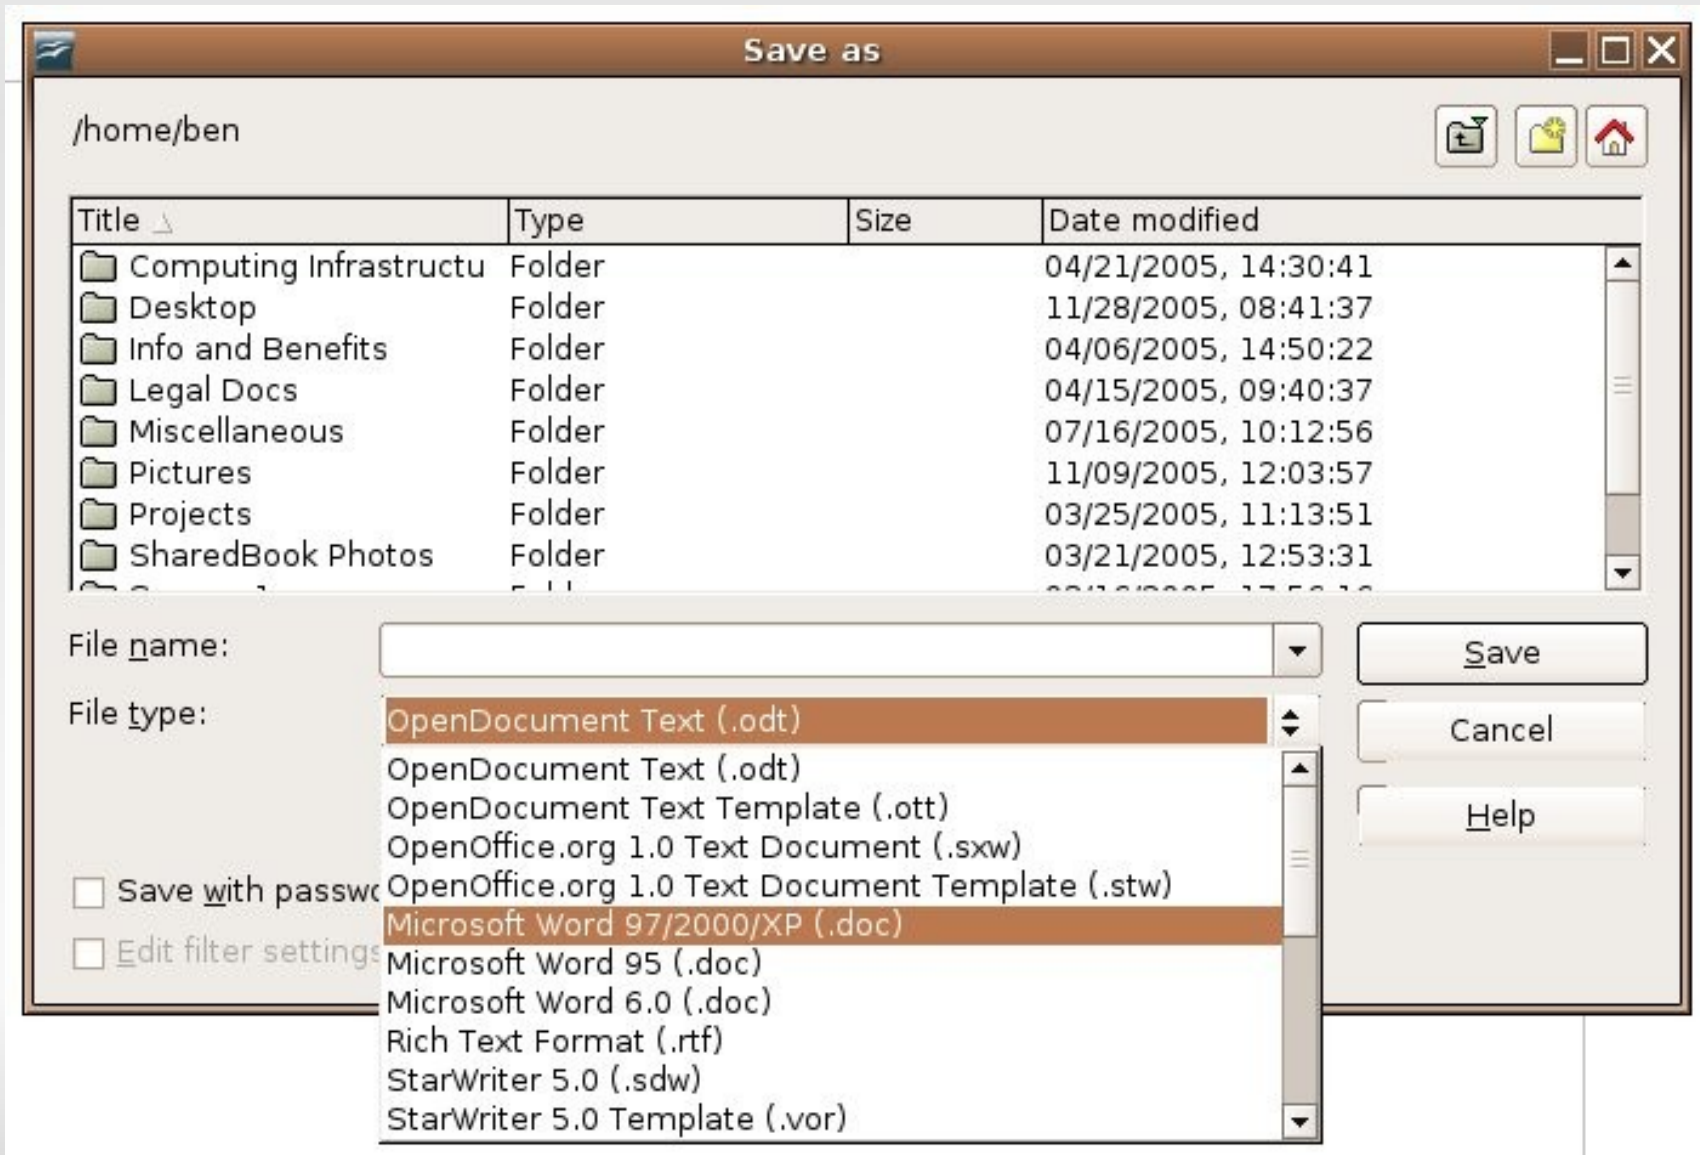 Save as
/home/ben
Title Type Size Date modified
Computing Infrastructu Folder 04/21/2005, 14:30:41
Desktop Folder 11/28/2005, 08:41:37
Info and Benefits Folder 04/06/2005, 14:50:22
Legal Docs Folder 04/15/2005, 09:40:37
Miscellaneous Folder 07/16/2005, 10:12:56
Pictures Folder 11/09/2005, 12:03:57
Projects Folder 03/25/2005, 11:13:51
SharedBook Photos Folder 03/21/2005, 12:53:31
File name: Save
File type: OpenDocument Text (.odt) Cancel
OpenDocument Text (.odt)
OpenDocument Text Template (.ott) Help
OpenOffice.org 1.0 Text Document (.sxw)
Save with passwo OpenOffice.org 1.0 Text Document Template (.stw)
Microsoft Word 97/2000/XP (.doc)
Edit filter settings Microsoft Word 95 (.doc)
Microsoft Word 6.0 (.doc)
Rich Text Format (.rtf)
StarWriter 5.0 (.sdw)
StarWriter 5.0 Template (.vor)